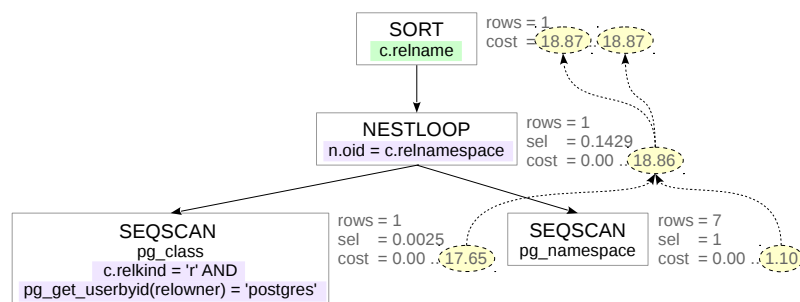 SORT
c.relname
rows = 1
cost = 18.87 .. 18.87
NESTLOOP
n.oid = c.relnamespace
rows = 1
sel = 0.1429
cost = 0.00 .. 18.86
SEQSCAN
pg_class
c.relkind = 'r' AND
pg_get_userbyid(relowner) = 'postgres'
rows = 1
sel = 0.0025
cost = 0.00 .. 17.65
SEQSCAN
pg_namespace
rows = 7
sel = 1
cost = 0.00 .. 1.10